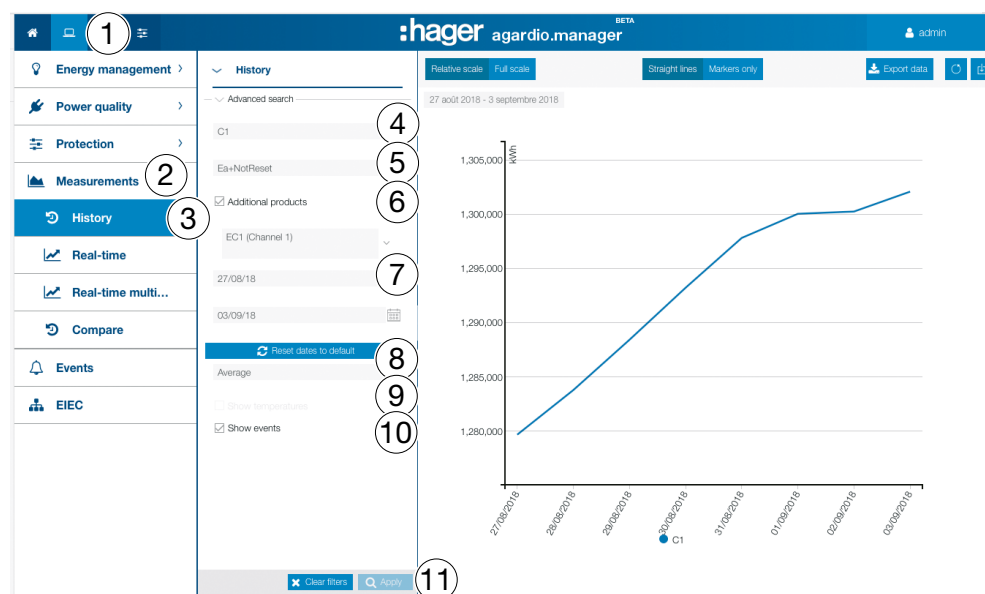 1
:hager agardio.manager
BETA
admin
Energy management
Power quality
Protection
Measurements
2
History
3
Real-time
Real-time multi...
Compare
Events
EIEC
History
Advanced search
C1
4
Ea+NotReset
5
Additional products
6
EC1 (Channel 1)
27/08/18
7
03/09/18
Reset dates to default
8
Average
9
Show temperatures
Show events
10
Clear filters
Apply
11
Relative scale
Full scale
Straight lines
Markers only
Export data
27 août 2018 - 3 septembre 2018
kWh
1,305,000
1,300,000
1,295,000
1,290,000
1,285,000
1,280,000
27/08/2018
28/08/2018
29/08/2018
30/08/2018
31/08/2018
01/09/2018
02/09/2018
03/09/2018
C1